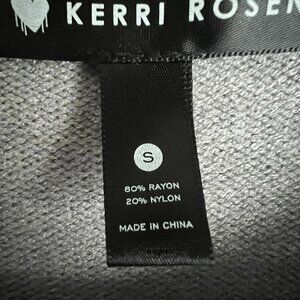 KERRI ROSEN
S
80% RAYON
20% NYLON
MADE IN CHINA